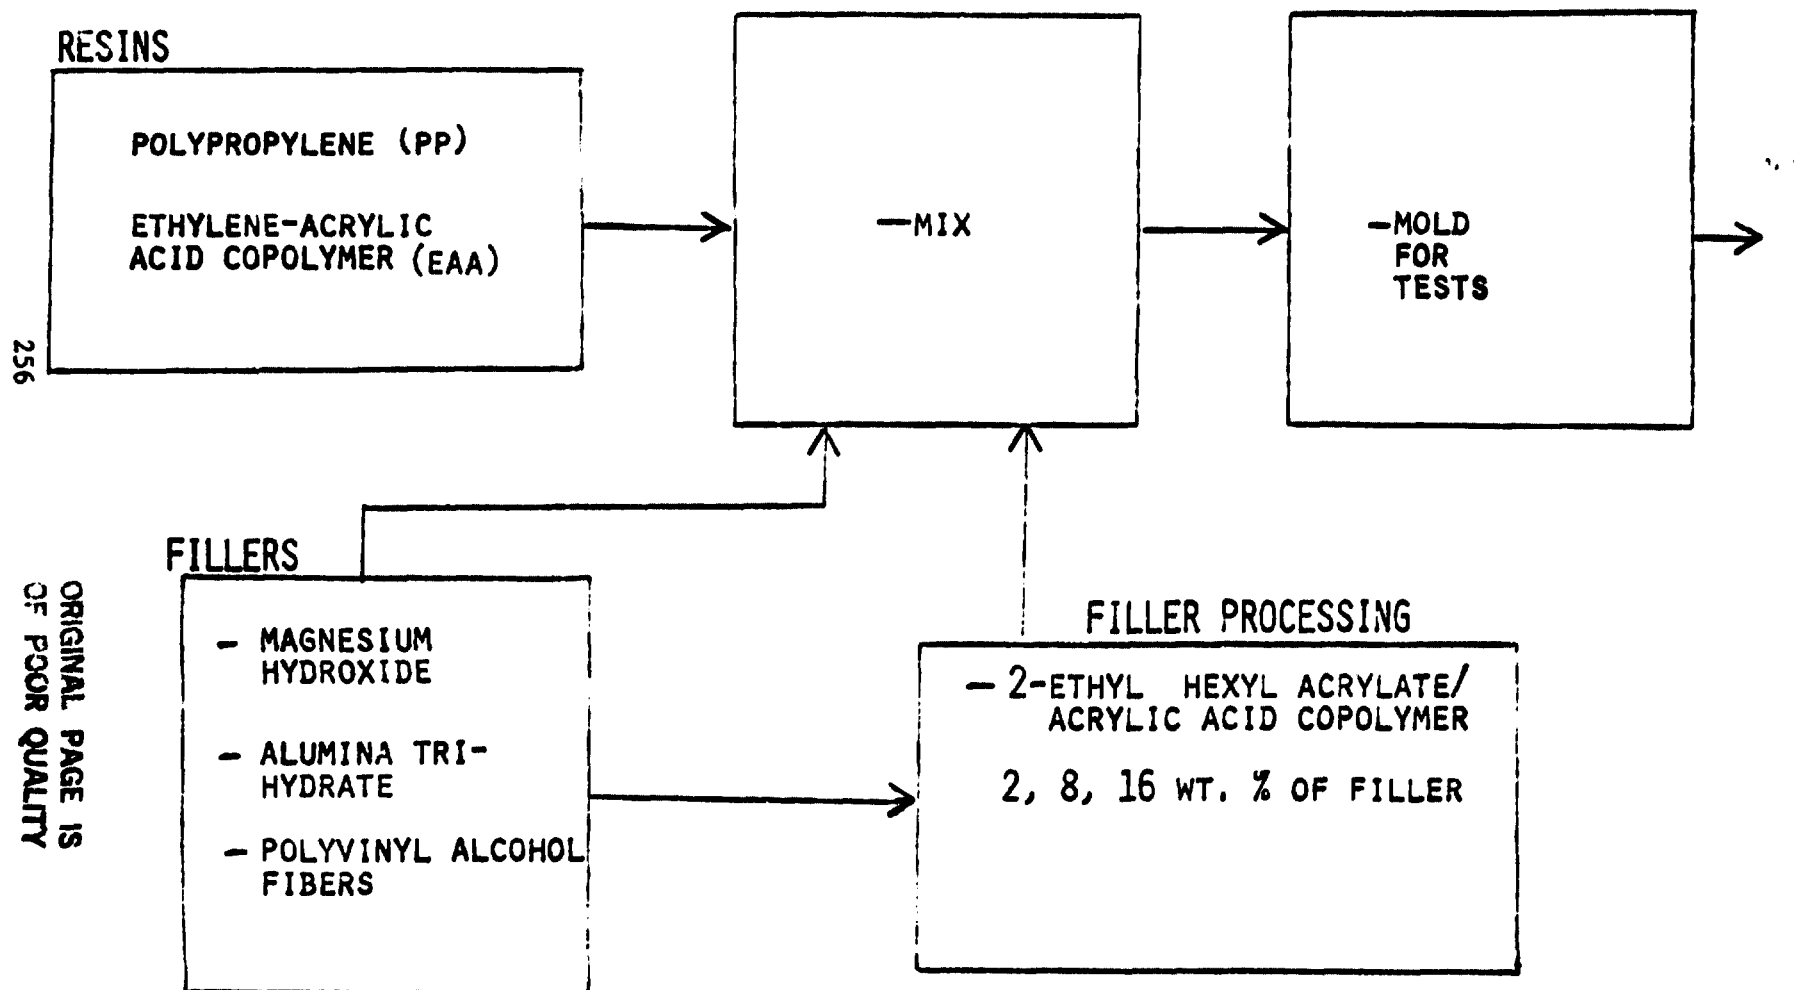 RESINS
POLYPROPYLENE (PP)
ETHYLENE-ACRYLIC
ACID COPOLYMER (EAA)
—MIX
—MOLD
FOR
TESTS
256
FILLERS
— MAGNESIUM
HYDROXIDE
— ALUMINA TRI-
HYDRATE
— POLYVINYL ALCOHOL
FIBERS
FILLER PROCESSING
— 2-ETHYL HEXYL ACRYLATE/
ACRYLIC ACID COPOLYMER
2, 8, 16 WT. % OF FILLER
ORIGINAL PAGE IS
OF POOR QUALITY